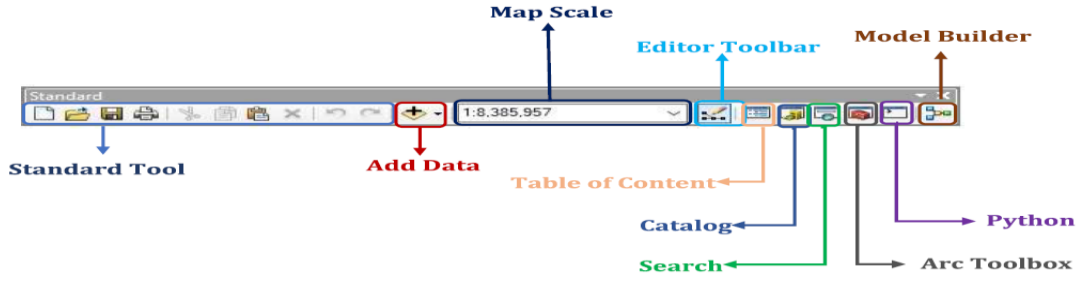 Map Scale
Editor Toolbar
Model Builder
Standard
1:8,385,957
Standard Tool
Add Data
Table of Content
Catalog
Python
Search
Arc Toolbox